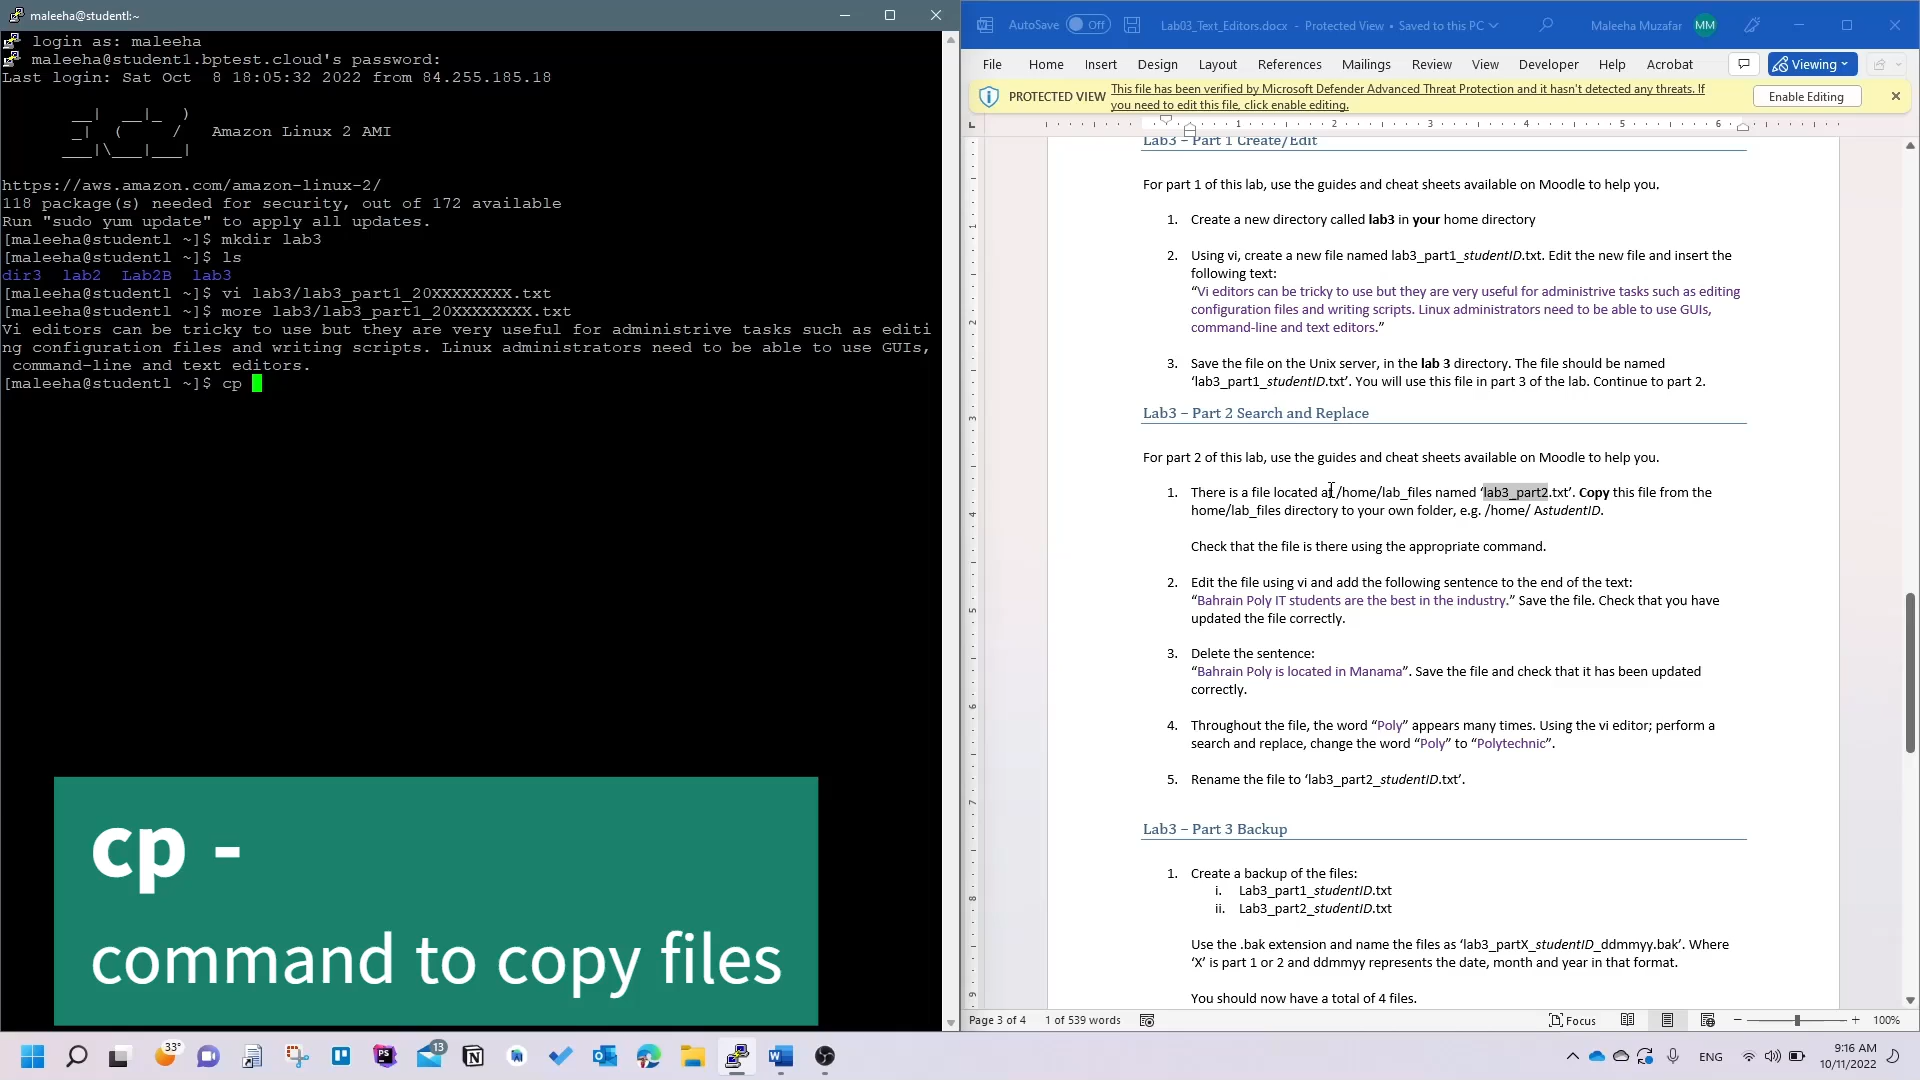 maleeha@student1:~
login as: maleeha
maleeha@student1.bptest.cloud's password:
Last login: Sat Oct  8 18:05:32 2022 from 84.255.185.18
__|  __|_  )
_|  (     /   Amazon Linux 2 AMI
___|\___|___|
https://aws.amazon.com/amazon-linux-2/
118 package(s) needed for security, out of 172 available
Run "sudo yum update" to apply all updates.
[maleeha@student1 ~]$ mkdir lab3
[maleeha@student1 ~]$ ls
dir3  lab2  Lab2B  lab3
[maleeha@student1 ~]$ vi lab3/lab3_part1_20XXXXXXXX.txt
[maleeha@student1 ~]$ more lab3/lab3_part1_20XXXXXXXX.txt
Vi editors can be tricky to use but they are very useful for administrive tasks such as editi
ng configuration files and writing scripts. Linux administrators need to be able to use GUIs,
command-line and text editors.
[maleeha@student1 ~]$ cp
cp -
command to copy files
AutoSave Off Lab03_Text_Editors.docx - Protected View • Saved to this PC Maleeha Muzafar MM
File Home Insert Design Layout References Mailings Review View Developer Help Acrobat Viewing
PROTECTED VIEW This file has been verified by Microsoft Defender Advanced Threat Protection and it hasn't detected any threats. If
you need to edit this file, click enable editing. Enable Editing
1 2 3 4 5 6
Lab3 – Part 1 Create/Edit
For part 1 of this lab, use the guides and cheat sheets available on Moodle to help you.
1. Create a new directory called lab3 in your home directory
2. Using vi, create a new file named lab3_part1_studentID.txt. Edit the new file and insert the
following text:
“Vi editors can be tricky to use but they are very useful for administrive tasks such as editing
configuration files and writing scripts. Linux administrators need to be able to use GUIs,
command-line and text editors.”
3. Save the file on the Unix server, in the lab 3 directory. The file should be named
‘lab3_part1_studentID.txt’. You will use this file in part 3 of the lab. Continue to part 2.
Lab3 – Part 2 Search and Replace
For part 2 of this lab, use the guides and cheat sheets available on Moodle to help you.
1. There is a file located at /home/lab_files named ‘lab3_part2.txt’. Copy this file from the
home/lab_files directory to your own folder, e.g. /home/ AstudentID.
Check that the file is there using the appropriate command.
2. Edit the file using vi and add the following sentence to the end of the text:
“Bahrain Poly IT students are the best in the industry.” Save the file. Check that you have
updated the file correctly.
3. Delete the sentence:
“Bahrain Poly is located in Manama”. Save the file and check that it has been updated
correctly.
4. Throughout the file, the word “Poly” appears many times. Using the vi editor; perform a
search and replace, change the word “Poly” to “Polytechnic”.
5. Rename the file to ‘lab3_part2_studentID.txt’.
Lab3 – Part 3 Backup
1. Create a backup of the files:
i. Lab3_part1_studentID.txt
ii. Lab3_part2_studentID.txt
Use the .bak extension and name the files as ‘lab3_partX_studentID_ddmmyy.bak’. Where
‘X’ is part 1 or 2 and ddmmyy represents the date, month and year in that format.
You should now have a total of 4 files.
Page 3 of 4 1 of 539 words Focus 100%
33° 13 ENG 9:16 AM
10/11/2022